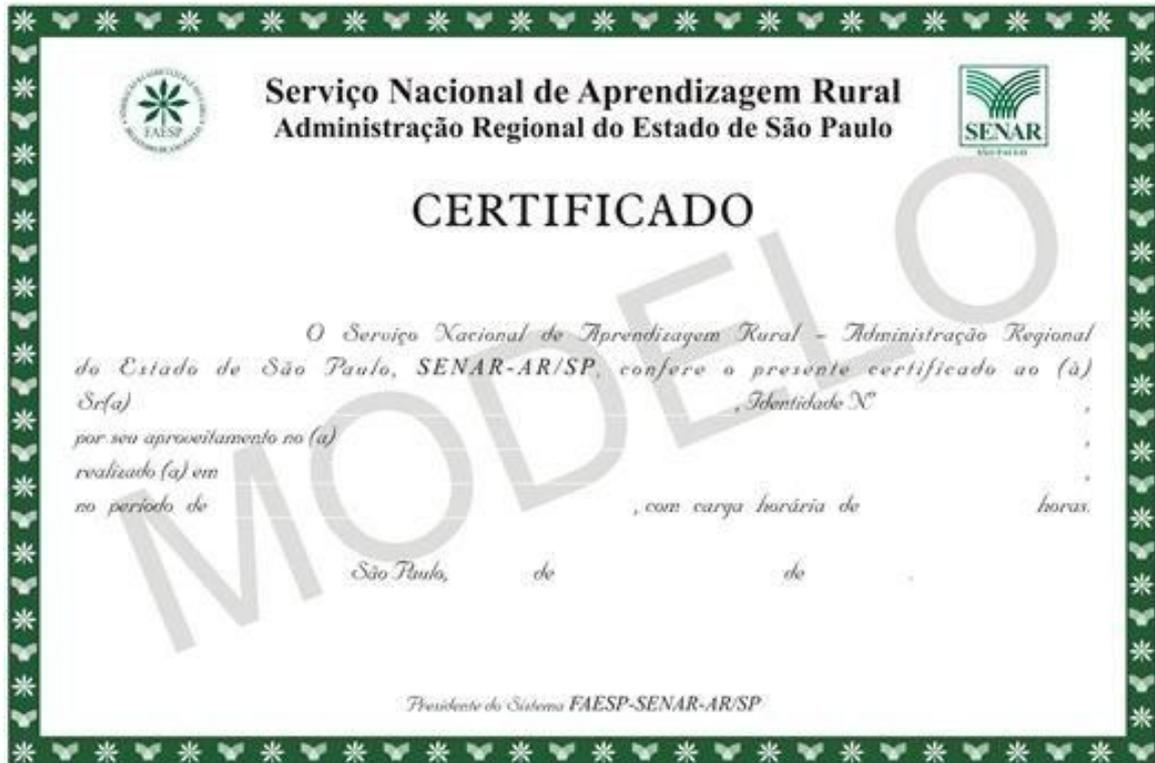 Serviço Nacional de Aprendizagem Rural
Administração Regional do Estado de São Paulo
FAESP
SENAR
SÃO PAULO
CERTIFICADO
MODELO
O Serviço Nacional de Aprendizagem Rural – Administração Regional
do Estado de São Paulo, SENAR-AR/SP, confere o presente certificado ao (à)
Sr(a) , Identidade Nº ,
por seu aproveitamento no (a) ,
realizado (a) em ,
no período de , com carga horária de horas.
São Paulo, de de .
Presidente do Sistema FAESP-SENAR-AR/SP